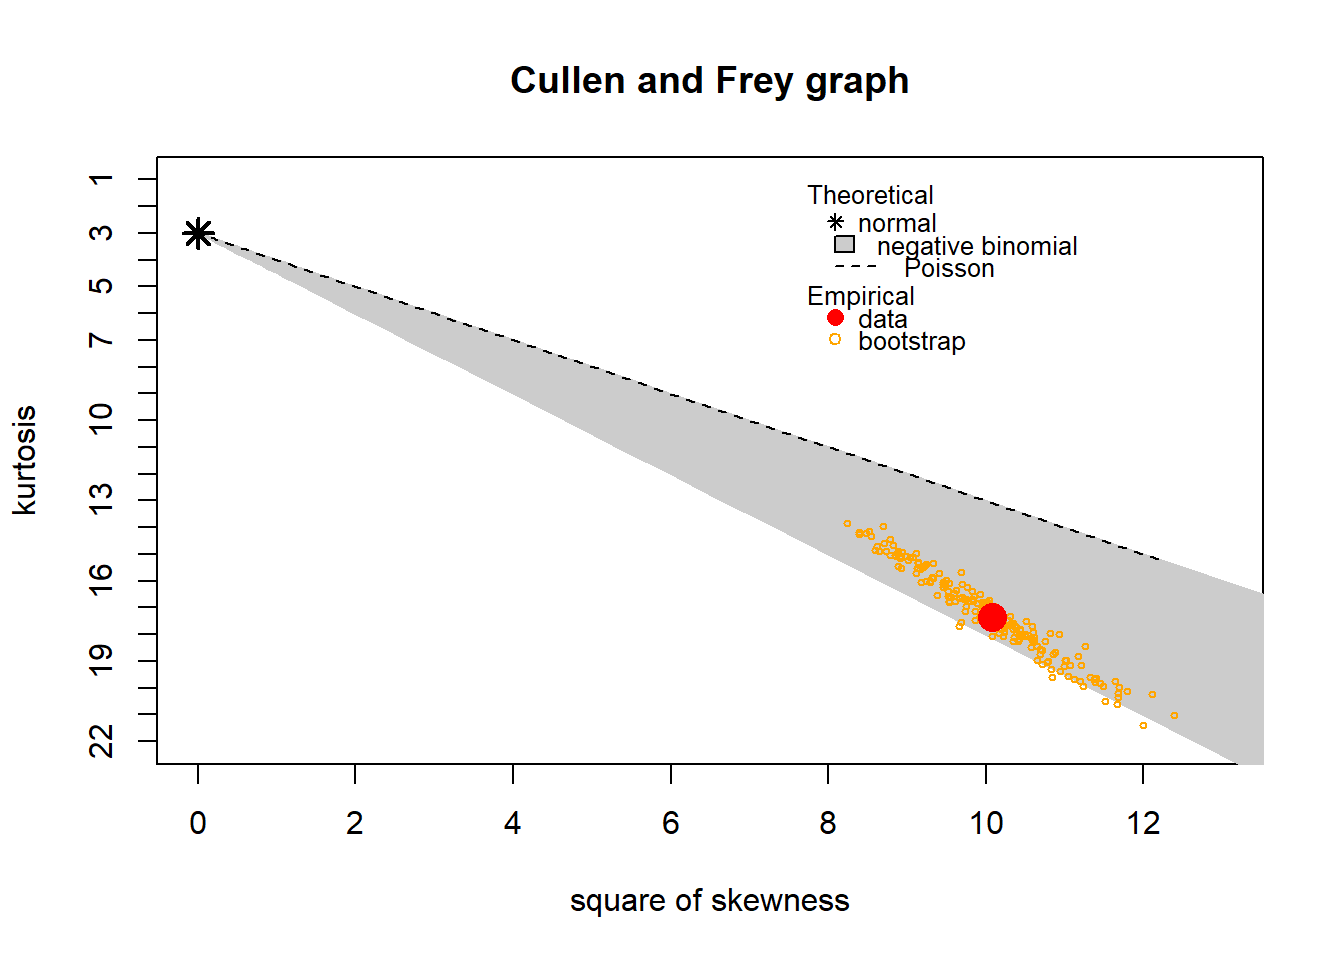 Cullen and Frey graph
Theoretical
normal
negative binomial
Poisson
Empirical
data
bootstrap
kurtosis
1
3
5
7
10
13
16
19
22
0 2 4 6 8 10 12
square of skewness